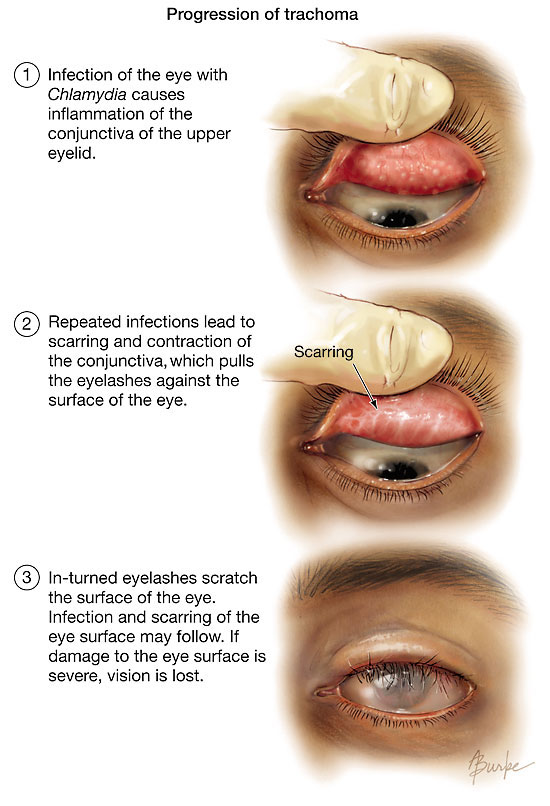 Progression of trachoma
1 Infection of the eye with
Chlamydia causes
inflammation of the
conjunctiva of the upper
eyelid.
2 Repeated infections lead to
scarring and contraction of
the conjunctiva, which pulls
the eyelashes against the
surface of the eye.
Scarring
3 In-turned eyelashes scratch
the surface of the eye.
Infection and scarring of the
eye surface may follow. If
damage to the eye surface is
severe, vision is lost.
ABurke